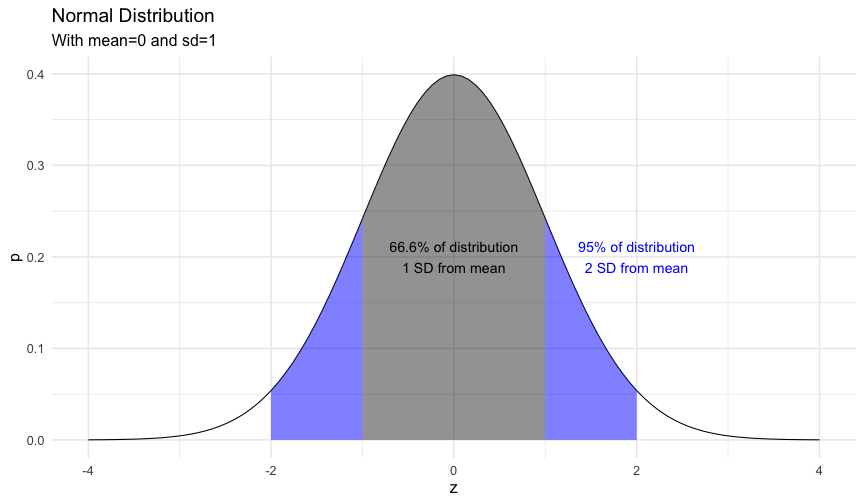 Normal Distribution
With mean=0 and sd=1
0.4
0.3
0.2
0.1
0.0
p
66.6% of distribution
1 SD from mean
95% of distribution
2 SD from mean
-4
-2
0
2
4
z